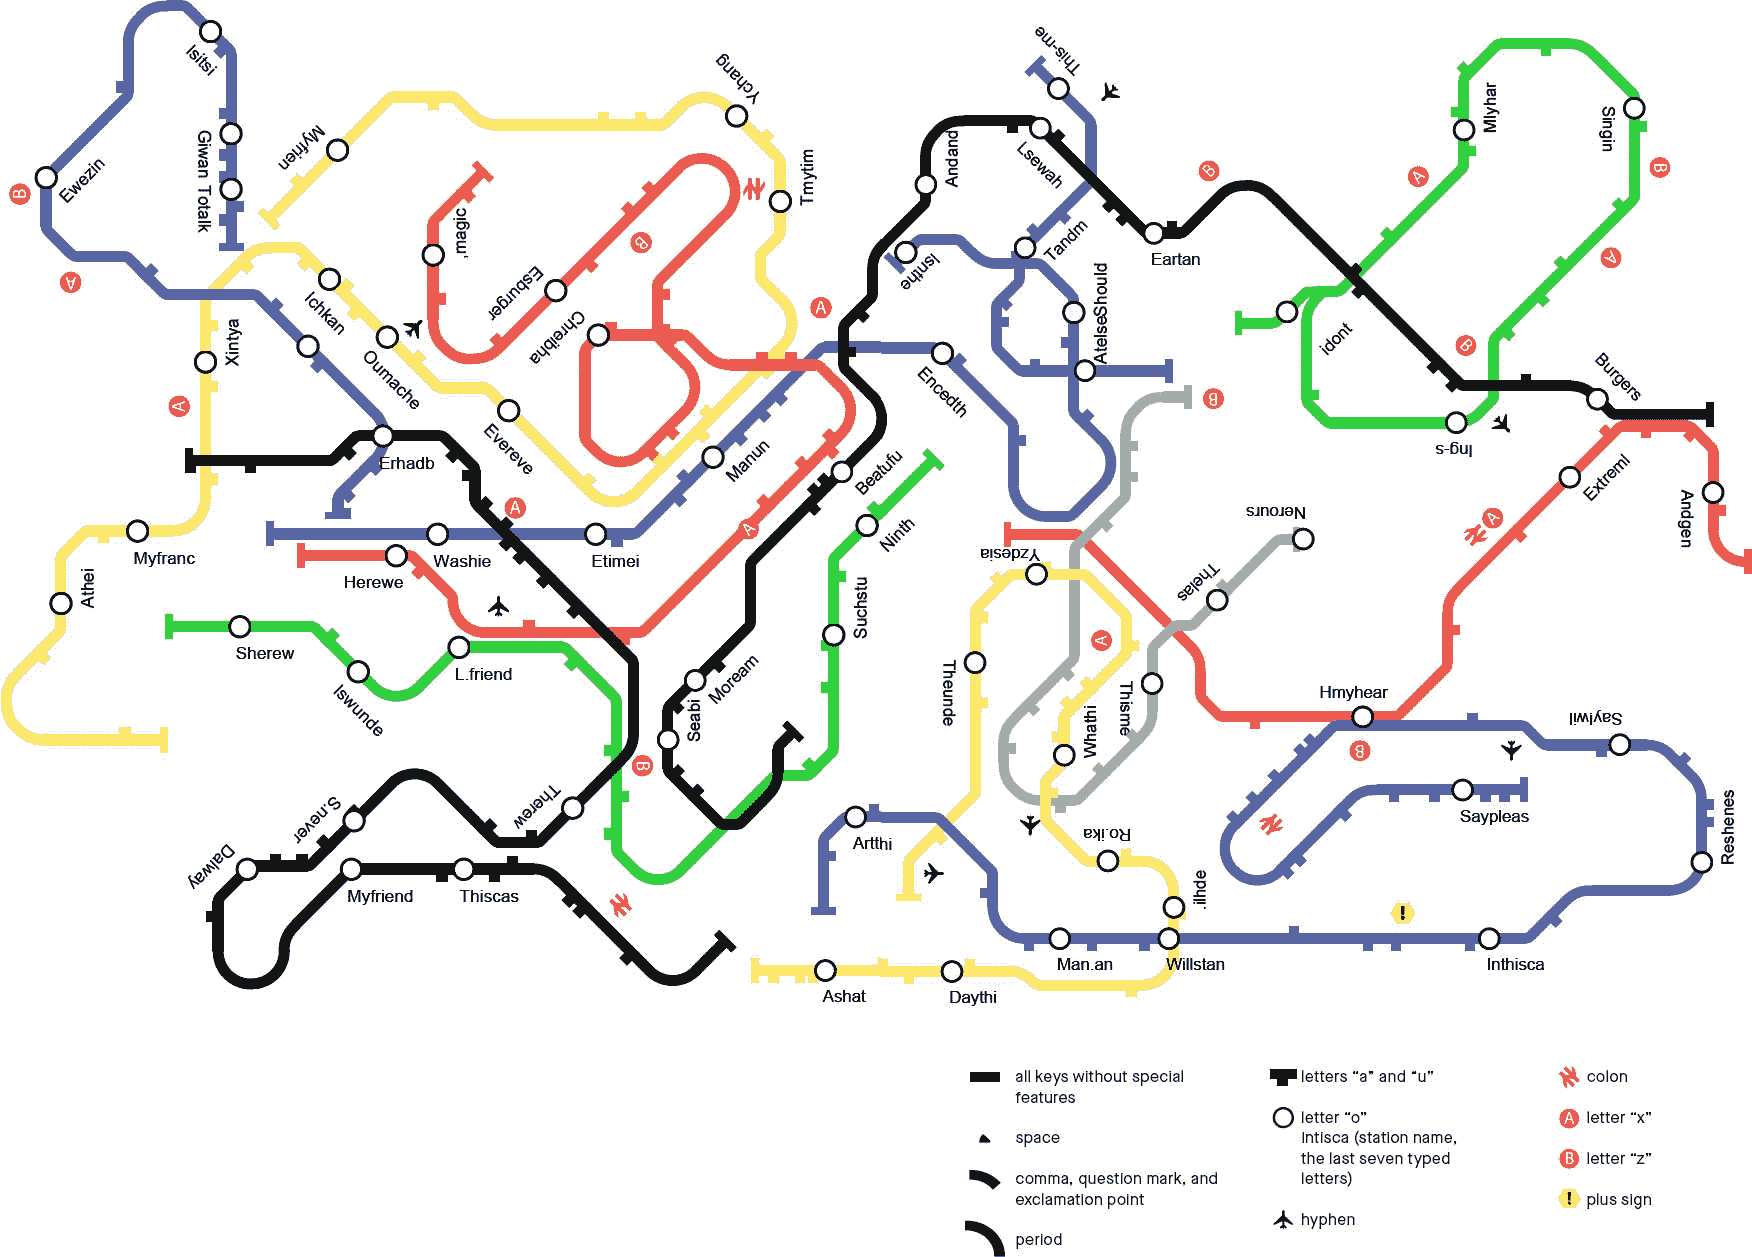 This-me
Isitsi
Ychang
Mlyhar
Singin
Myfrien
Giwan
Totalk
Ewezin
Tmytim
Andand
Lsewah
'magic
Tandm
Eartan
Isnthe
Esburger
Ichkan
AtelseShould
Chreibha
Xintya
idont
Oumache
Encedth
Burgers
Evereve
Manun
Ing-s
Erhadb
Beatufu
Extreml
Andgen
Nerours
Ninth
Myfranc
Washie
Etimei
Yzdesia
Herewe
Athei
Thelas
Suchstu
Sherew
L.friend
Iswunde
Moream
Seabi
Theunde
Whathi
Thisme
Hmyhear
Saylwil
S.never
Therew
Saypleas
Reshenes
Ro.ika
Artthi
Dalway
Myfriend
Thiscas
.illhde
Man.an
Willstan
Inthisca
Ashat
Daythi
A
A
A
A
A
A
A
A
A
A
B
B
B
B
B
B
B
B
!
all keys without special
features
space
comma, question mark, and
exclamation point
period
letters “a” and “u”
letter “o”
Intisca (station name,
the last seven typed
letters)
hyphen
colon
A letter “x”
B letter “z”
! plus sign